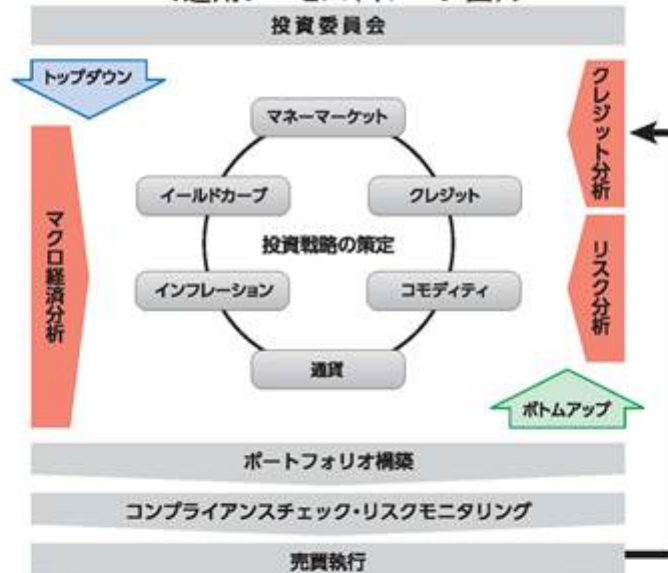 投資委員会
トップダウン
クレジット分析
マネーマーケット
イールドカーブ
クレジット
マクロ経済分析
投資戦略の策定
リスク分析
インフレーション
コモディティ
通貨
ボトムアップ
ポートフォリオ構築
コンプライアンスチェック・リスクモニタリング
売買執行